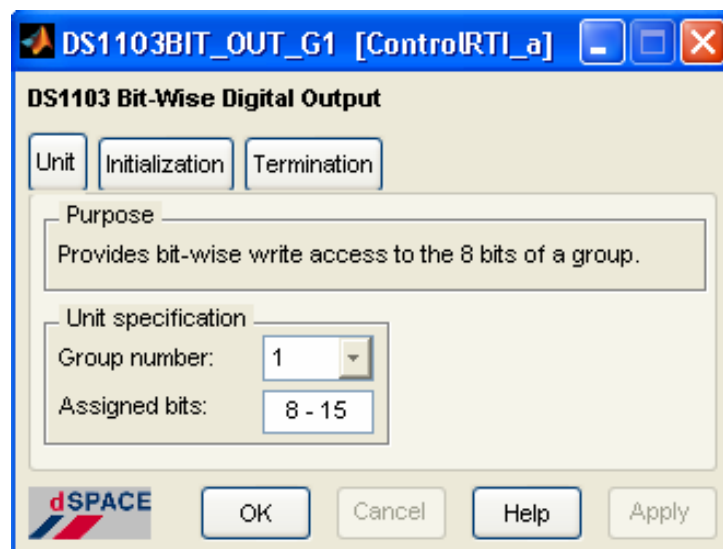 DS1103BIT_OUT_G1 [ControlRTI_a]
DS1103 Bit-Wise Digital Output
Unit Initialization Termination
Purpose
Provides bit-wise write access to the 8 bits of a group.
Unit specification
Group number: 1
Assigned bits: 8 - 15
dSPACE OK Cancel Help Apply